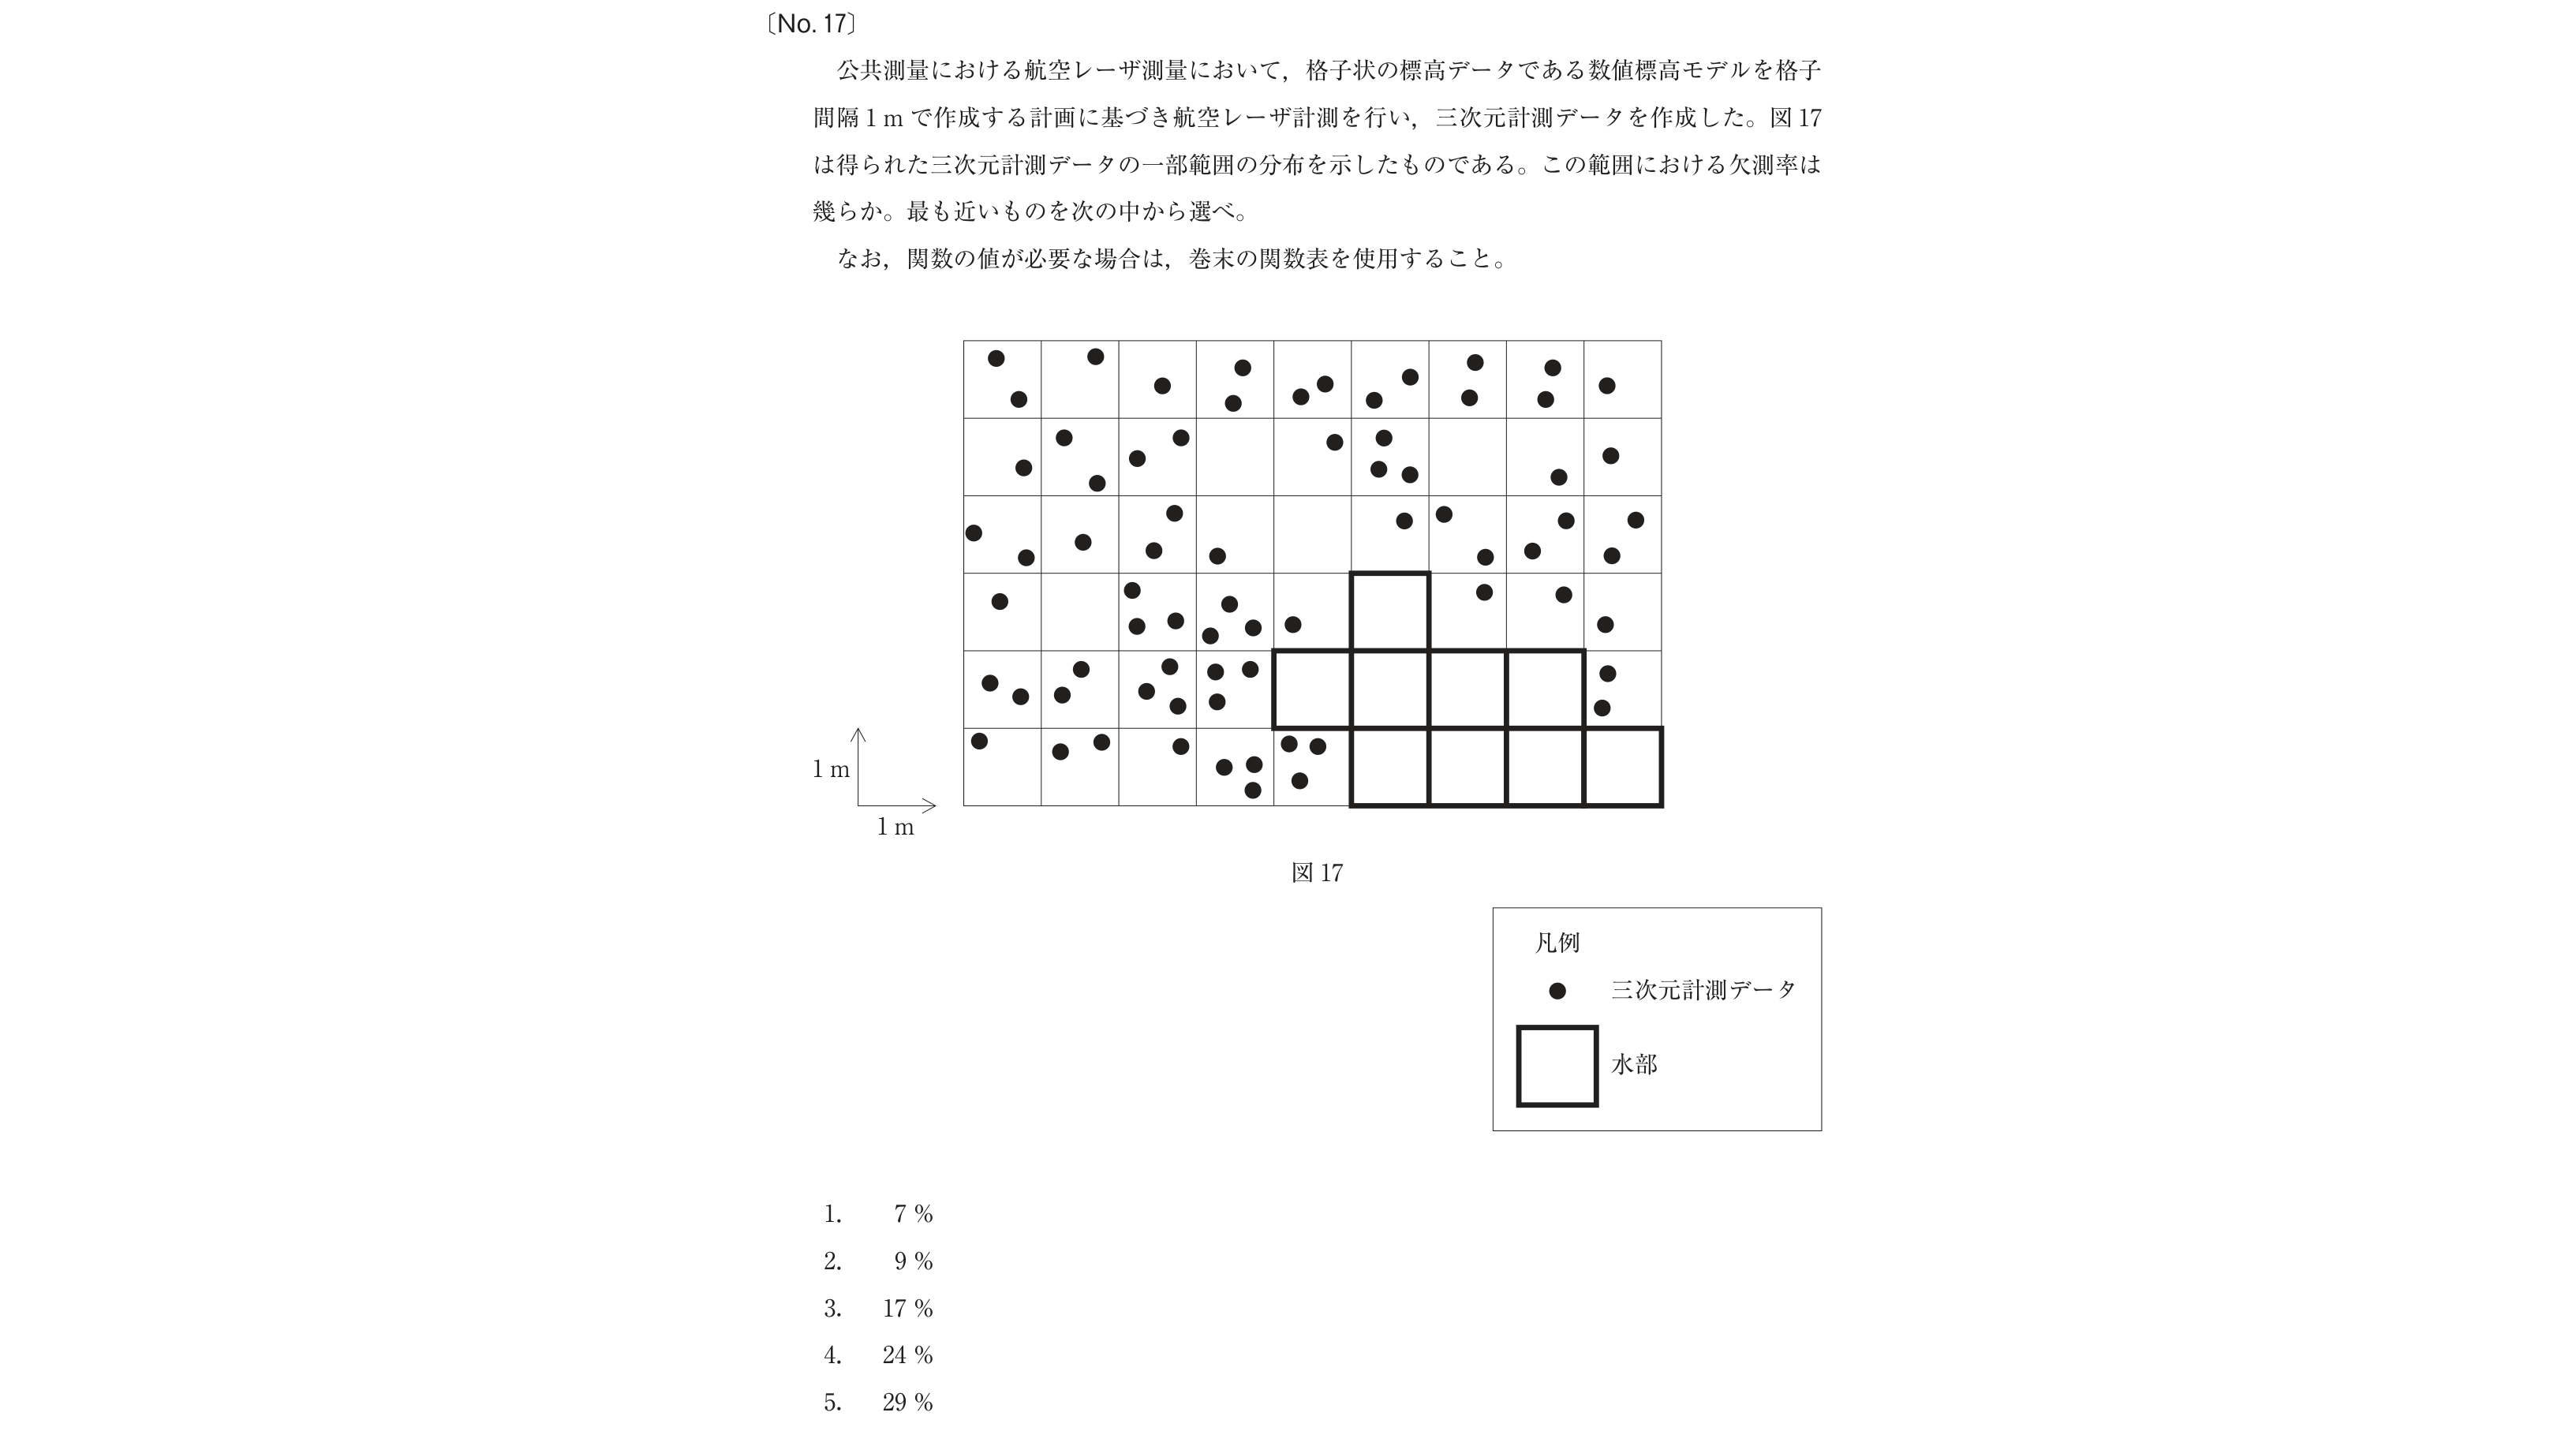 〔No. 17〕
公共測量における航空レーザ測量において，格子状の標高データである数値標高モデルを格子
間隔 1 m で作成する計画に基づき航空レーザ計測を行い，三次元計測データを作成した。図 17
は得られた三次元計測データの一部範囲の分布を示したものである。この範囲における欠測率は
幾らか。最も近いものを次の中から選べ。
なお，関数の値が必要な場合は，巻末の関数表を使用すること。
1 m
1 m
図 17
凡例
三次元計測データ
水部
1. 7 %
2. 9 %
3. 17 %
4. 24 %
5. 29 %